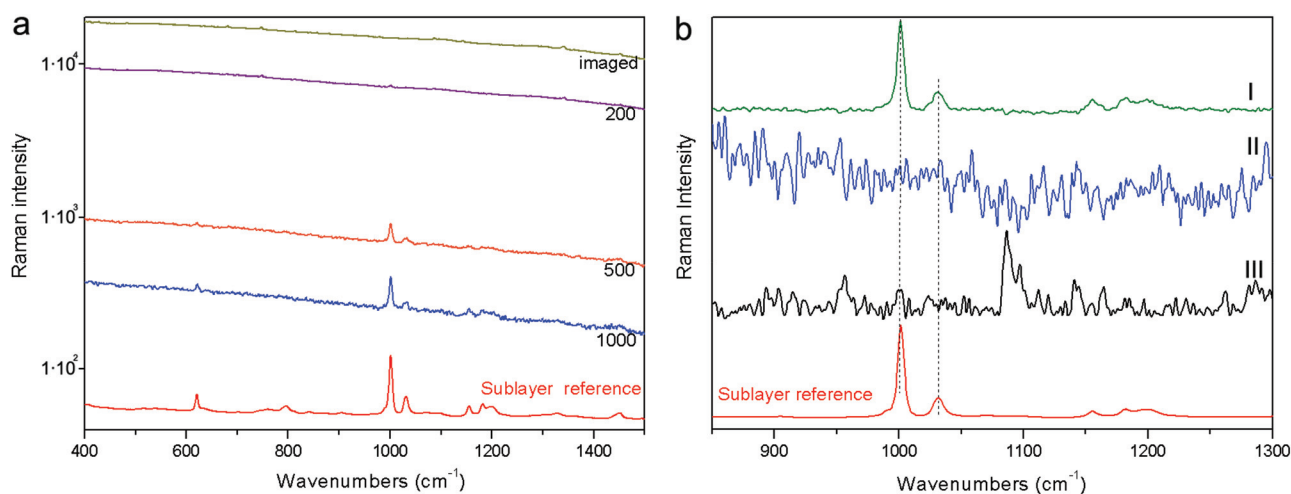 a
Raman intensity
1·10⁴
1·10³
1·10²
imaged
200
500
1000
Sublayer reference
400 600 800 1000 1200 1400
Wavenumbers (cm⁻¹)
b
Raman Intensity
I
II
III
Sublayer reference
900 1000 1100 1200 1300
Wavenumbers (cm⁻¹)